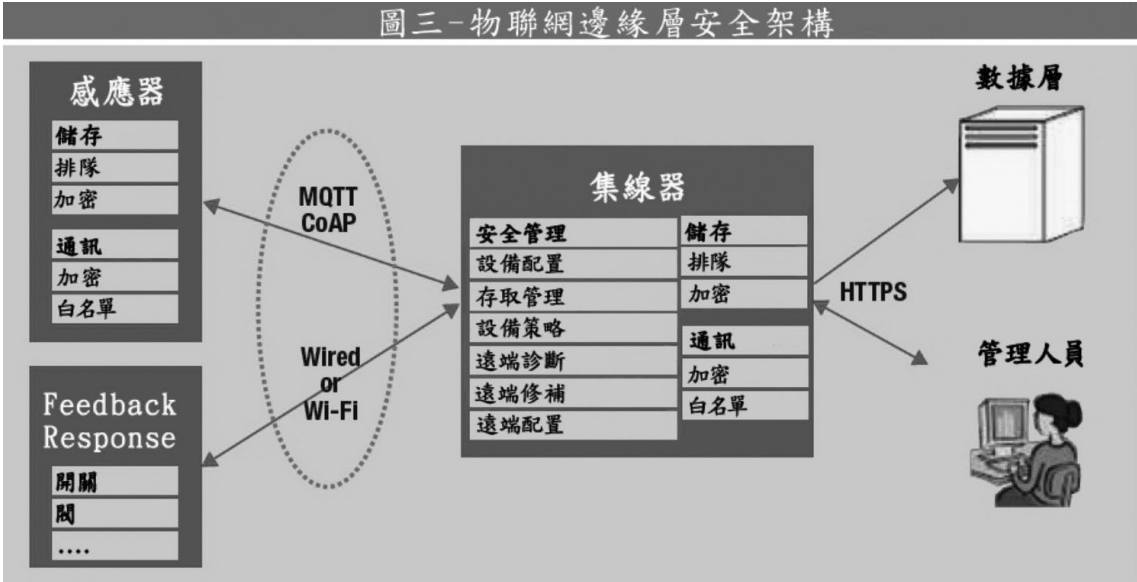 圖三-物聯網邊緣層安全架構
感應器
儲存
排隊
加密
通訊
加密
白名單
Feedback
Response
開關
閥
....
MQTT
CoAP
Wired
or
Wi-Fi
集線器
安全管理
設備配置
存取管理
設備策略
遠端診斷
遠端修補
遠端配置
儲存
排隊
加密
通訊
加密
白名單
HTTPS
數據層
管理人員